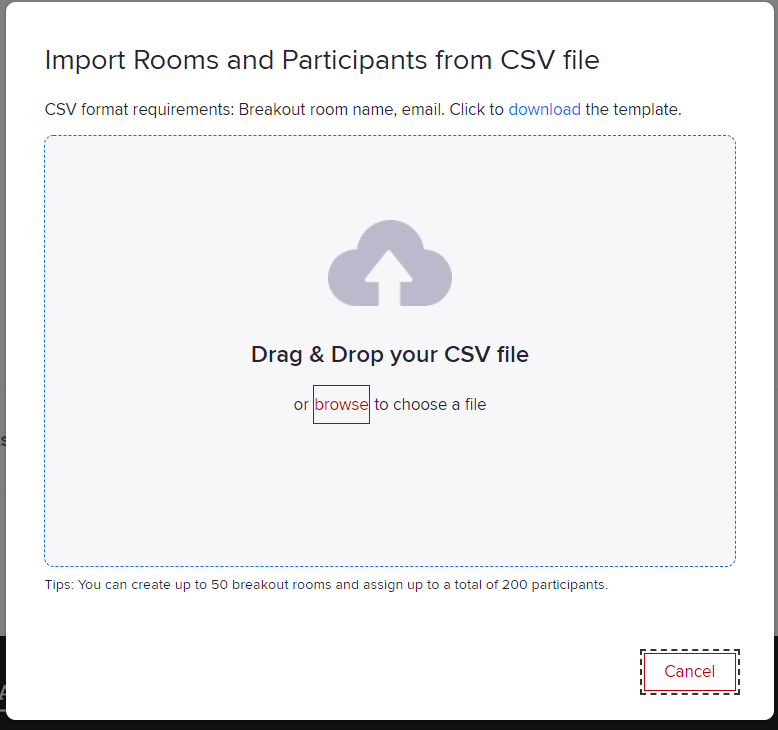 Import Rooms and Participants from CSV file
CSV format requirements: Breakout room name, email. Click to download the template.
Drag & Drop your CSV file
or browse to choose a file
Tips: You can create up to 50 breakout rooms and assign up to a total of 200 participants.
Cancel